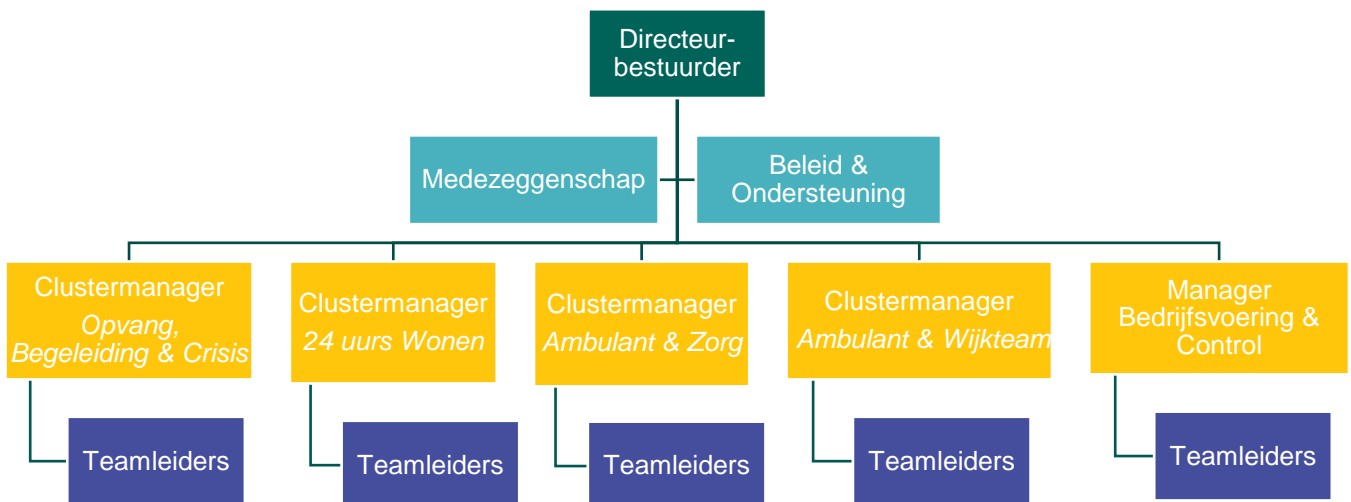 Directeur-
bestuurder
Medezeggenschap
Beleid &
Ondersteuning
Clustermanager
Opvang,
Begeleiding & Crisis
Clustermanager
24 uurs Wonen
Clustermanager
Ambulant & Zorg
Clustermanager
Ambulant & Wijkteam
Manager
Bedrijfsvoering &
Control
Teamleiders
Teamleiders
Teamleiders
Teamleiders
Teamleiders